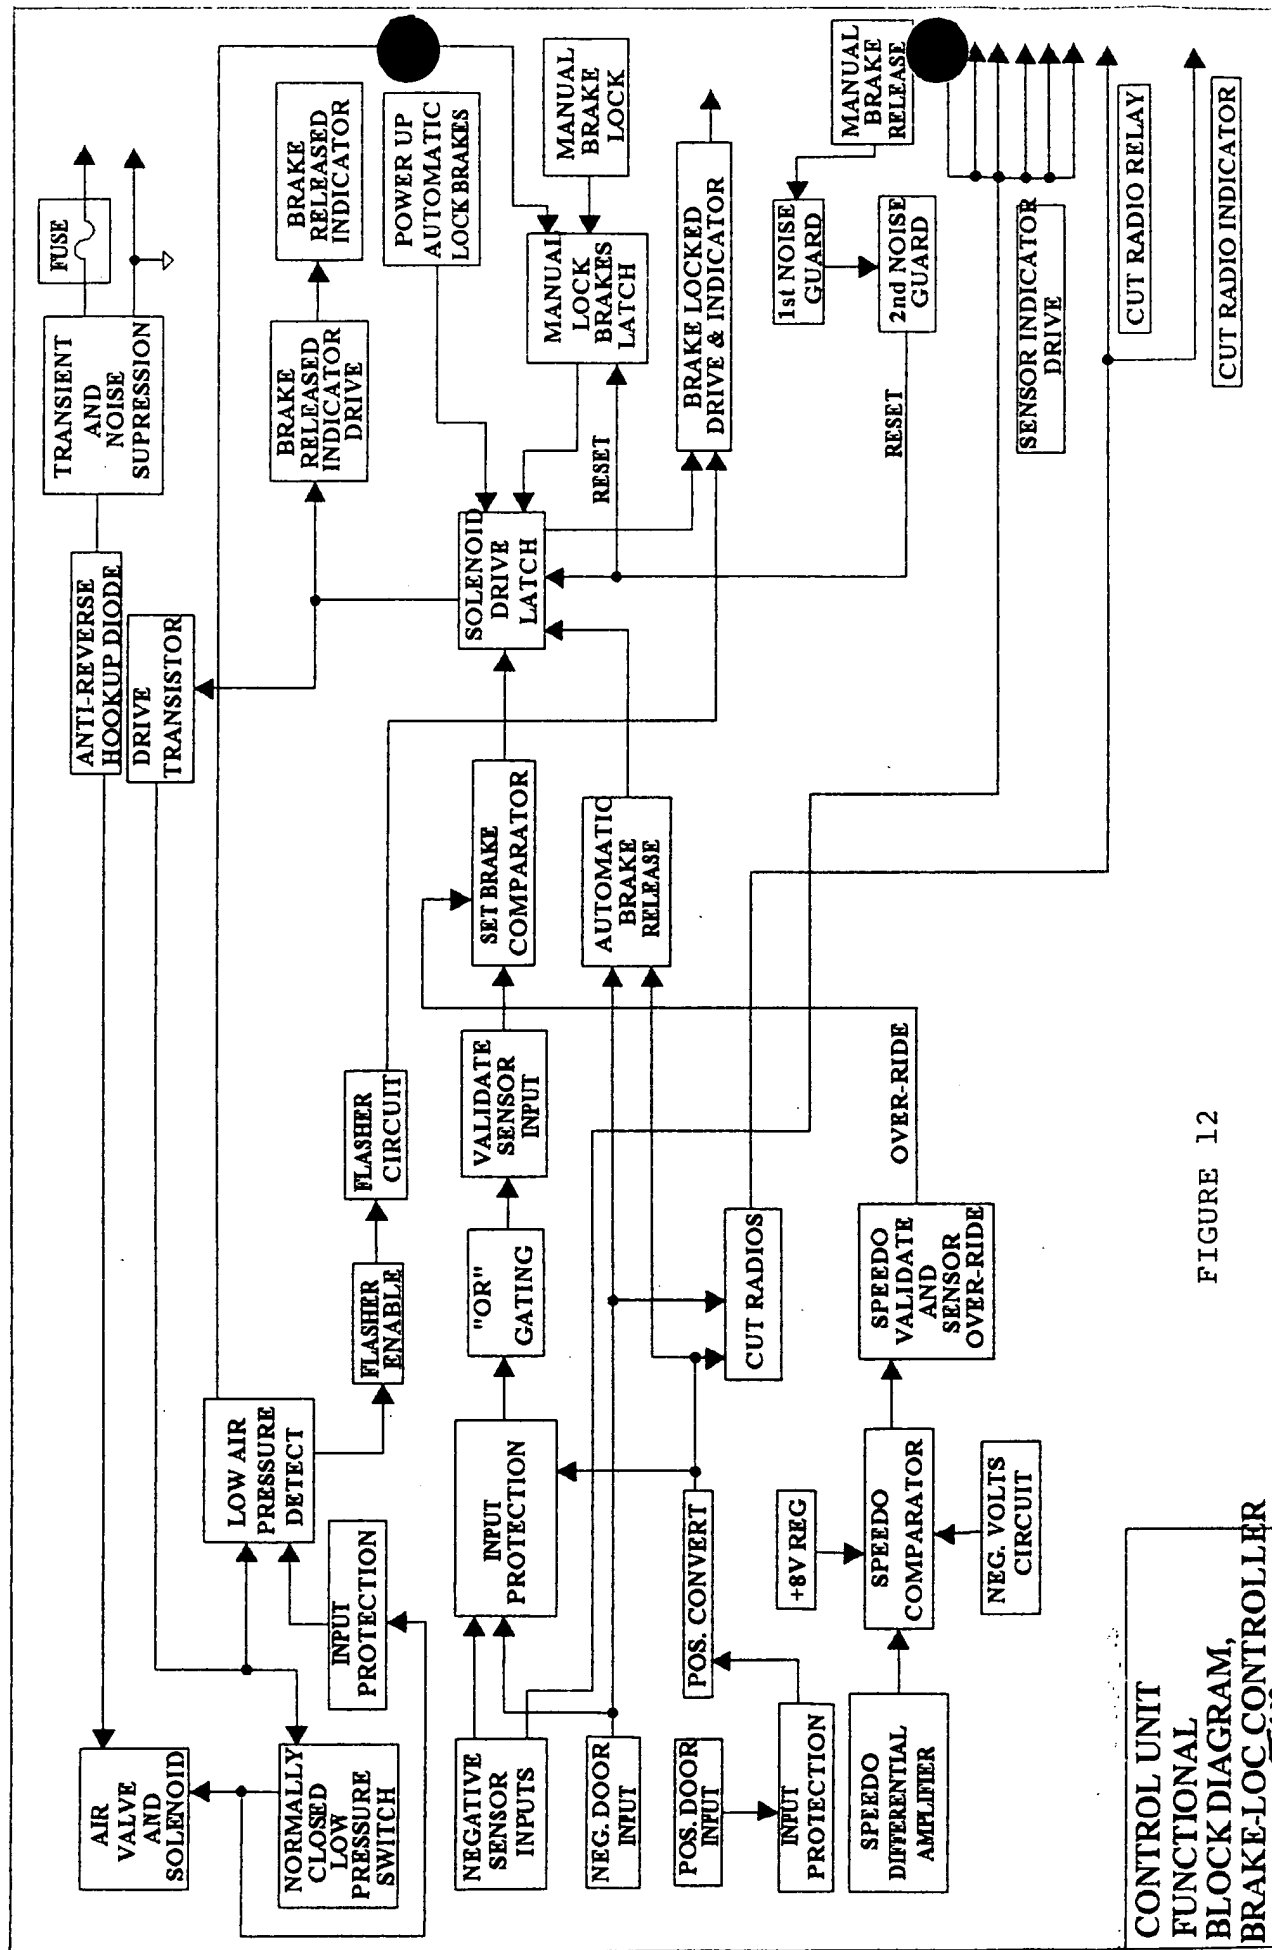 AIR
VALVE AND
SOLENOID
ANTI-REVERSE
HOOKUP DIODE
TRANSIENT
AND
NOISE
SUPRESSION
FUSE
DRIVE
TRANSISTOR
NORMALLY
CLOSED
LOW
PRESSURE
SWITCH
INPUT
PROTECTION
LOW AIR
PRESSURE
DETECT
FLASHER
ENABLE
FLASHER
CIRCUIT
BRAKE
RELEASED
INDICATOR
DRIVE
BRAKE
RELEASED
INDICATOR
POWER UP
AUTOMATIC
LOCK BRAKES
NEGATIVE
SENSOR
INPUTS
INPUT
PROTECTION
"OR"
GATING
VALIDATE
SENSOR
INPUT
SET BRAKE
COMPARATOR
SOLENOID
DRIVE
LATCH
MANUAL
LOCK
BRAKES
LATCH
MANUAL
BRAKE
LOCK
RESET
NEG. DOOR
INPUT
AUTOMATIC
BRAKE
RELEASE
BRAKE LOCKED
DRIVE & INDICATOR
POS. DOOR
INPUT
INPUT
PROTECTION
POS. CONVERT
CUT RADIOS
1st NOISE
GUARD
2nd NOISE
GUARD
MANUAL
BRAKE
RELEASE
RESET
SPEEDO
DIFFERENTIAL
AMPLIFIER
+8V REG
SPEEDO
COMPARATOR
NEG. VOLTS
CIRCUIT
SPEEDO
VALIDATE
AND
SENSOR
OVER-RIDE
OVER-RIDE
SENSOR INDICATOR
DRIVE
CUT RADIO RELAY
CUT RADIO INDICATOR
FIGURE 12
CONTROL UNIT
FUNCTIONAL
BLOCK DIAGRAM,
BRAKE-LOC CONTROLLER